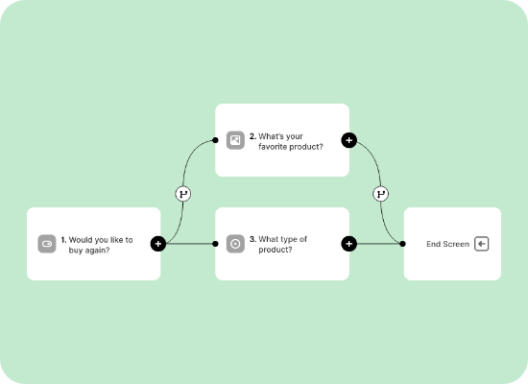 2. What's your
favorite product?
1. Would you like to
buy again?
3. What type of
product?
End Screen